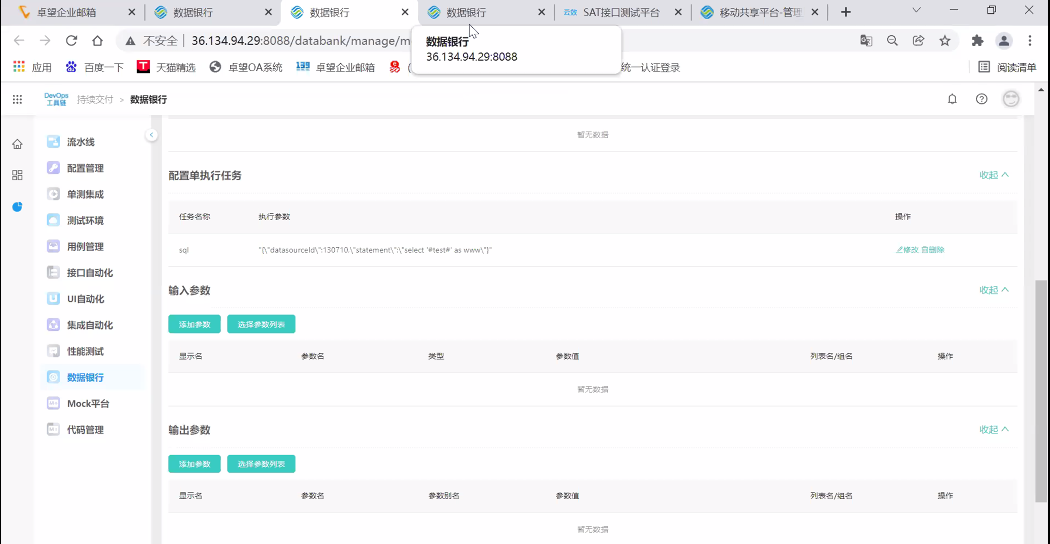 卓望企业邮箱
数据银行
数据银行
数据银行
SAT接口测试平台
移动共享平台-管理
不安全
36.134.94.29:8088/databank/manage/m
数据银行
36.134.94.29:8088
应用
百度一下
天猫精选
卓望OA系统
139
卓望企业邮箱
统一认证登录
阅读清单
DevOps
工具链
持续交付 > 数据银行
流水线
配置管理
单测集成
测试环境
用例管理
接口自动化
UI自动化
集成自动化
性能测试
数据银行
Mock平台
代码管理
暂无数据
配置单执行任务
收起
任务名称
执行参数
操作
sql
"{\"datasourceId\":130710,\"statement\":\"select '#test#' as www\"}"
修改
删除
输入参数
收起
添加参数
选择参数列表
显示名
参数名
类型
参数值
列表名/组名
操作
暂无数据
输出参数
收起
添加参数
选择参数列表
显示名
参数名
参数别名
参数值
列表名/组名
操作
暂无数据